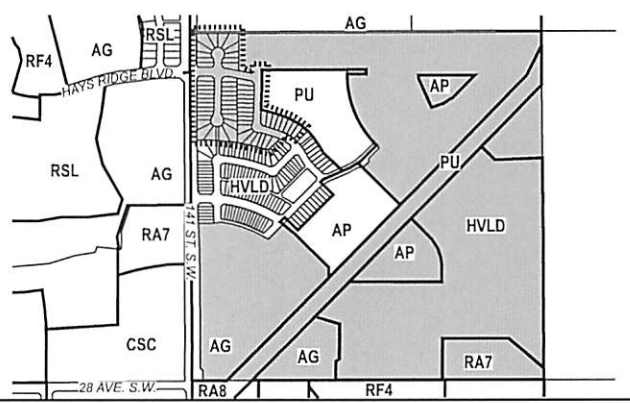 AG
RSL
AG
RF4
HAYS RIDGE BLVD.
PU
AP
PU
RSL
AG
HVLD
HVLD
141 ST. S.W.
RA7
AP
AP
CSC
AG
AG
RA7
28 AVE. S.W.
RA8
RF4